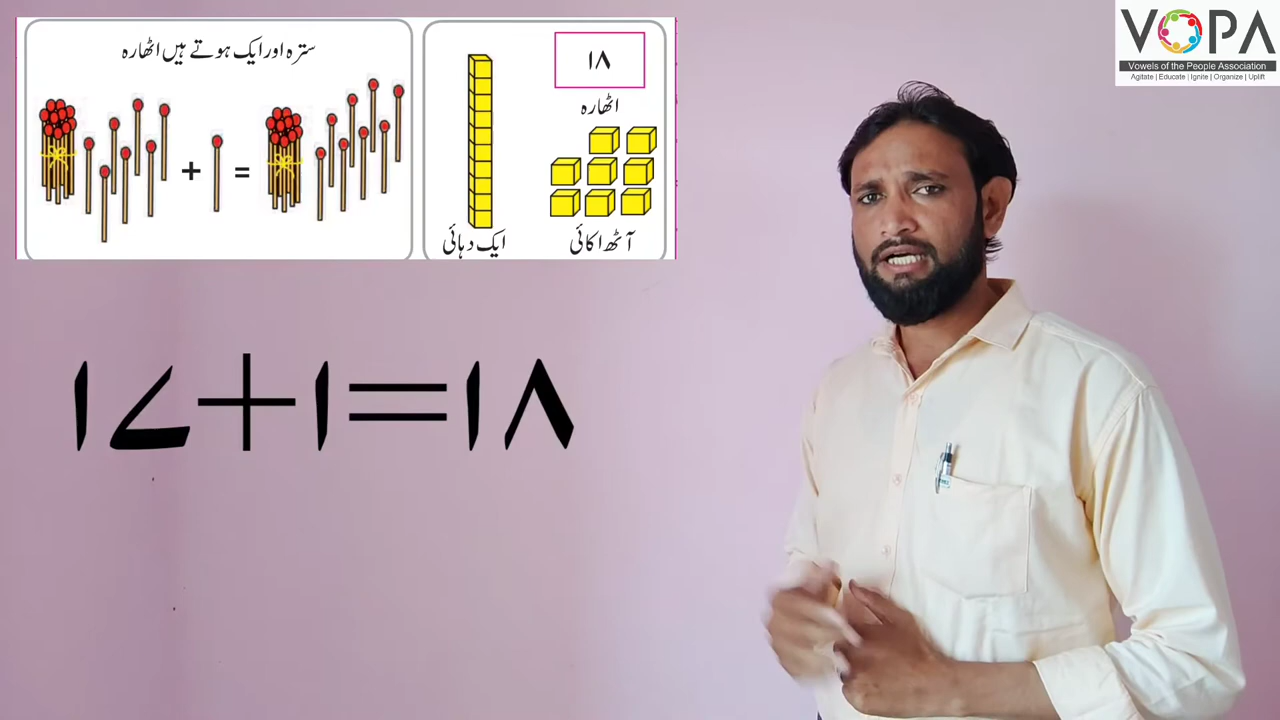 سترہ اور ایک ہوتے ہیں اٹھارہ
+ =
۱۸
اٹھارہ
ایک دہائی
آٹھ اکائی
۱۷+۱=۱۸
VOPA
Vowels of the People Association
Agitate | Educate | Ignite | Organize | Uplift